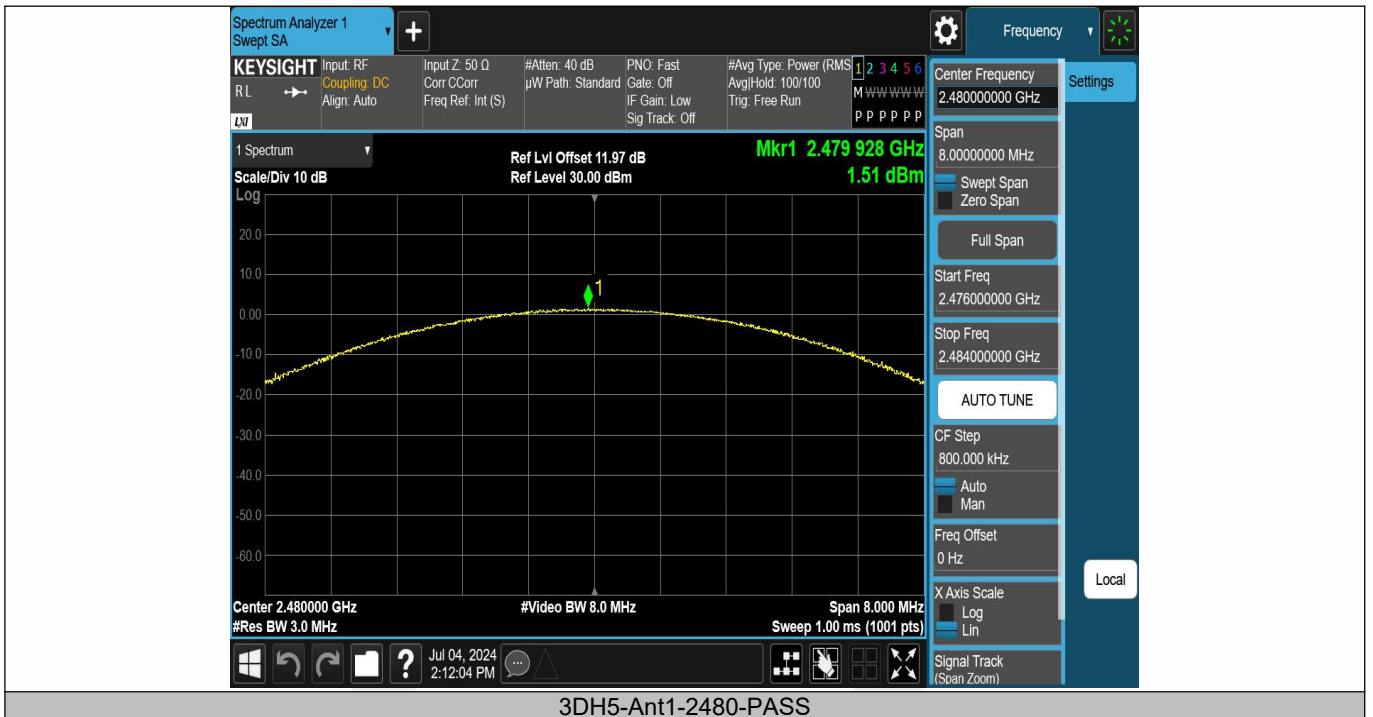 Spectrum Analyzer 1
Swept SA
+
Frequency
KEYSIGHT
RL
LXI
Input: RF
Coupling: DC
Align: Auto
Input Z: 50 Ω
Corr CCorr
Freq Ref: Int (S)
#Atten: 40 dB
µW Path: Standard
PNO: Fast
Gate: Off
IF Gain: Low
Sig Track: Off
#Avg Type: Power (RMS
Avg|Hold: 100/100
Trig: Free Run
1 2 3 4 5 6
M W W W W W
P P P P P P
1 Spectrum
Scale/Div 10 dB
Log
Ref Lvl Offset 11.97 dB
Ref Level 30.00 dBm
Mkr1 2.479 928 GHz
1.51 dBm
20.0
10.0
0.00
-10.0
-20.0
-30.0
-40.0
-50.0
-60.0
1
Center 2.480000 GHz
#Res BW 3.0 MHz
#Video BW 8.0 MHz
Span 8.000 MHz
Sweep 1.00 ms (1001 pts)
?
Jul 04, 2024
2:12:04 PM
Center Frequency
2.480000000 GHz
Span
8.00000000 MHz
Swept Span
Zero Span
Full Span
Start Freq
2.476000000 GHz
Stop Freq
2.484000000 GHz
AUTO TUNE
CF Step
800.000 kHz
Auto
Man
Freq Offset
0 Hz
X Axis Scale
Log
Lin
Signal Track
(Span Zoom)
Settings
Local
3DH5-Ant1-2480-PASS